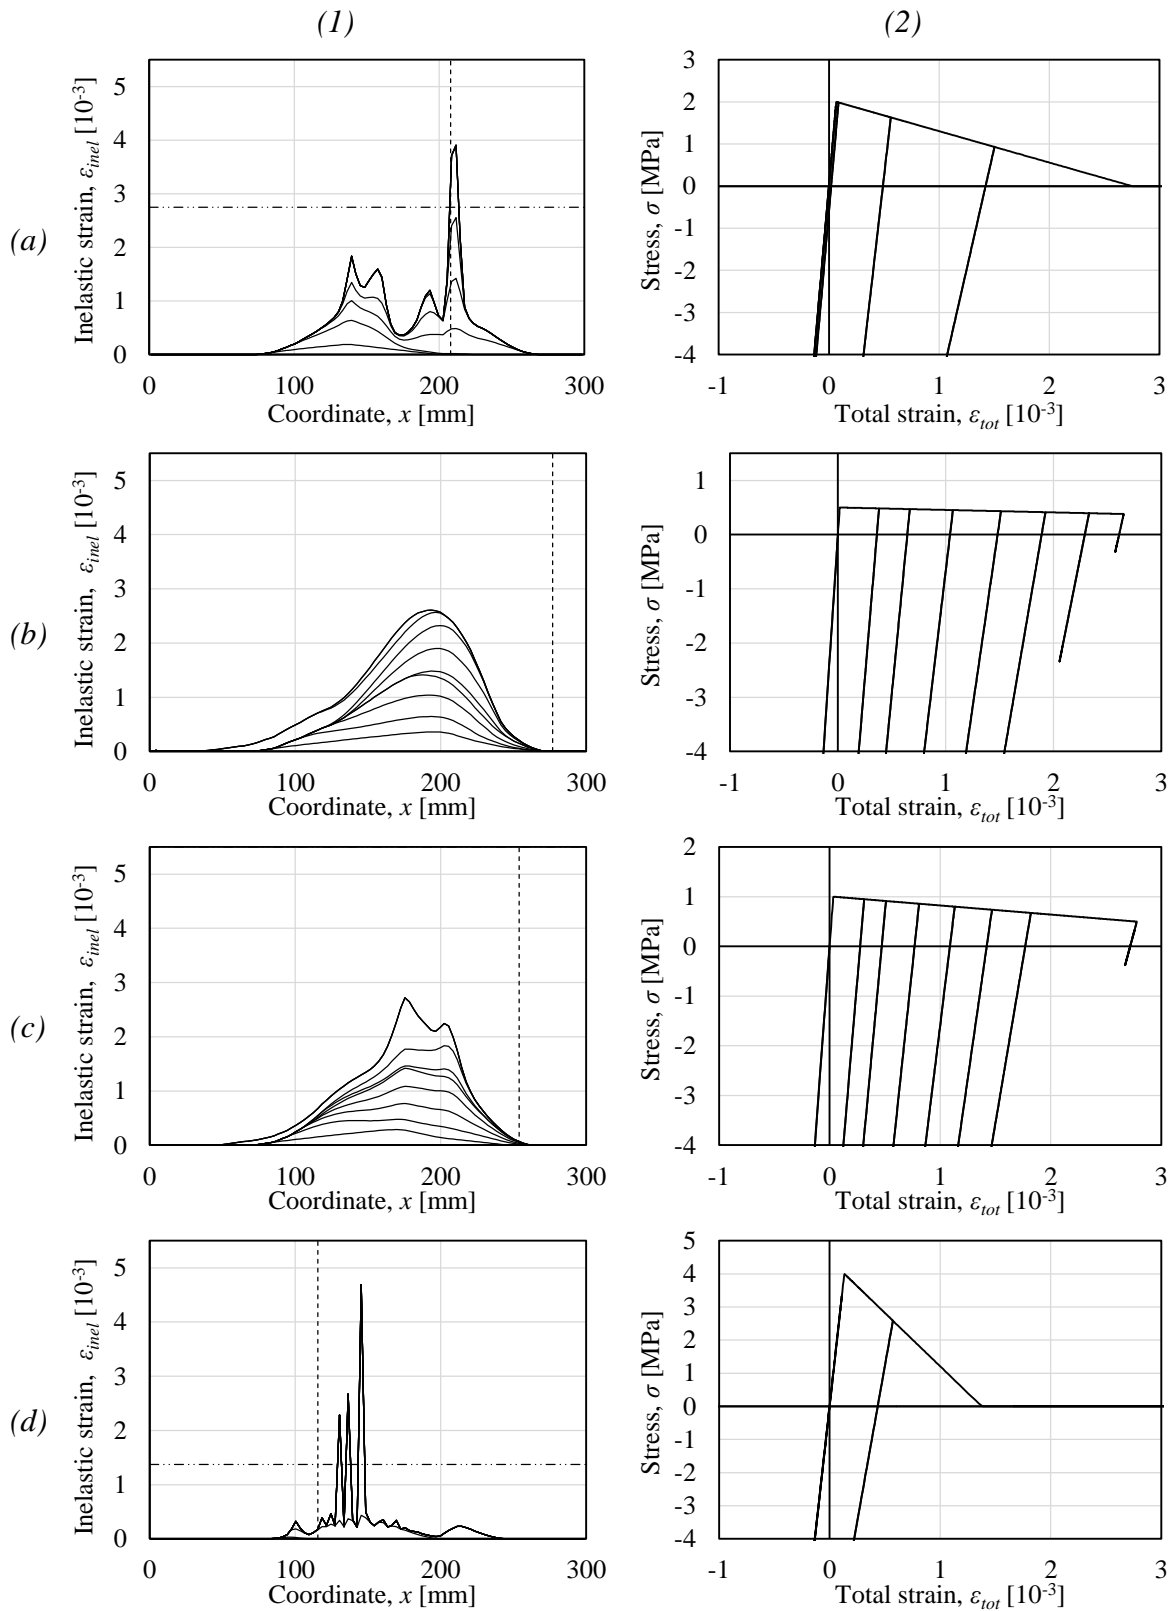 (1)
(2)
(a)
Inelastic strain, εinel [10-3]
5
4
3
2
1
0
0 100 200 300
Coordinate, x [mm]
Stress, σ [MPa]
3
2
1
0
-1
-2
-3
-4
-1 0 1 2 3
Total strain, εtot [10-3]
(b)
Inelastic strain, εinel [10-3]
5
4
3
2
1
0
0 100 200 300
Coordinate, x [mm]
Stress, σ [MPa]
1
0
-1
-2
-3
-4
-1 0 1 2 3
Total strain, εtot [10-3]
(c)
Inelastic strain, εinel [10-3]
5
4
3
2
1
0
0 100 200 300
Coordinate, x [mm]
Stress, σ [MPa]
2
1
0
-1
-2
-3
-4
-1 0 1 2 3
Total strain, εtot [10-3]
(d)
Inelastic strain, εinel [10-3]
5
4
3
2
1
0
0 100 200 300
Coordinate, x [mm]
Stress, σ [MPa]
5
4
3
2
1
0
-1
-2
-3
-4
-1 0 1 2 3
Total strain, εtot [10-3]